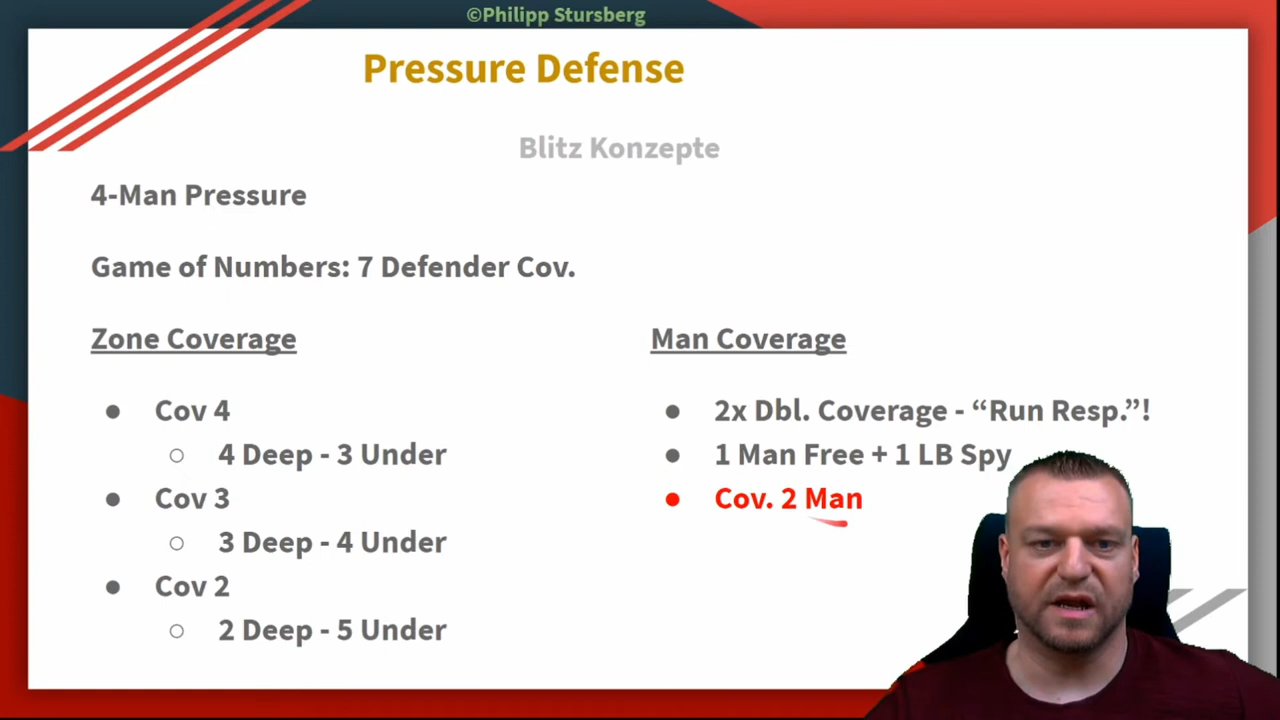 ©Philipp Stursberg
Pressure Defense
Blitz Konzepte
4-Man Pressure
Game of Numbers: 7 Defender Cov.
Zone Coverage
● Cov 4
○ 4 Deep - 3 Under
● Cov 3
○ 3 Deep - 4 Under
● Cov 2
○ 2 Deep - 5 Under
Man Coverage
● 2x Dbl. Coverage - “Run Resp.”!
● 1 Man Free + 1 LB Spy
● Cov. 2 Man